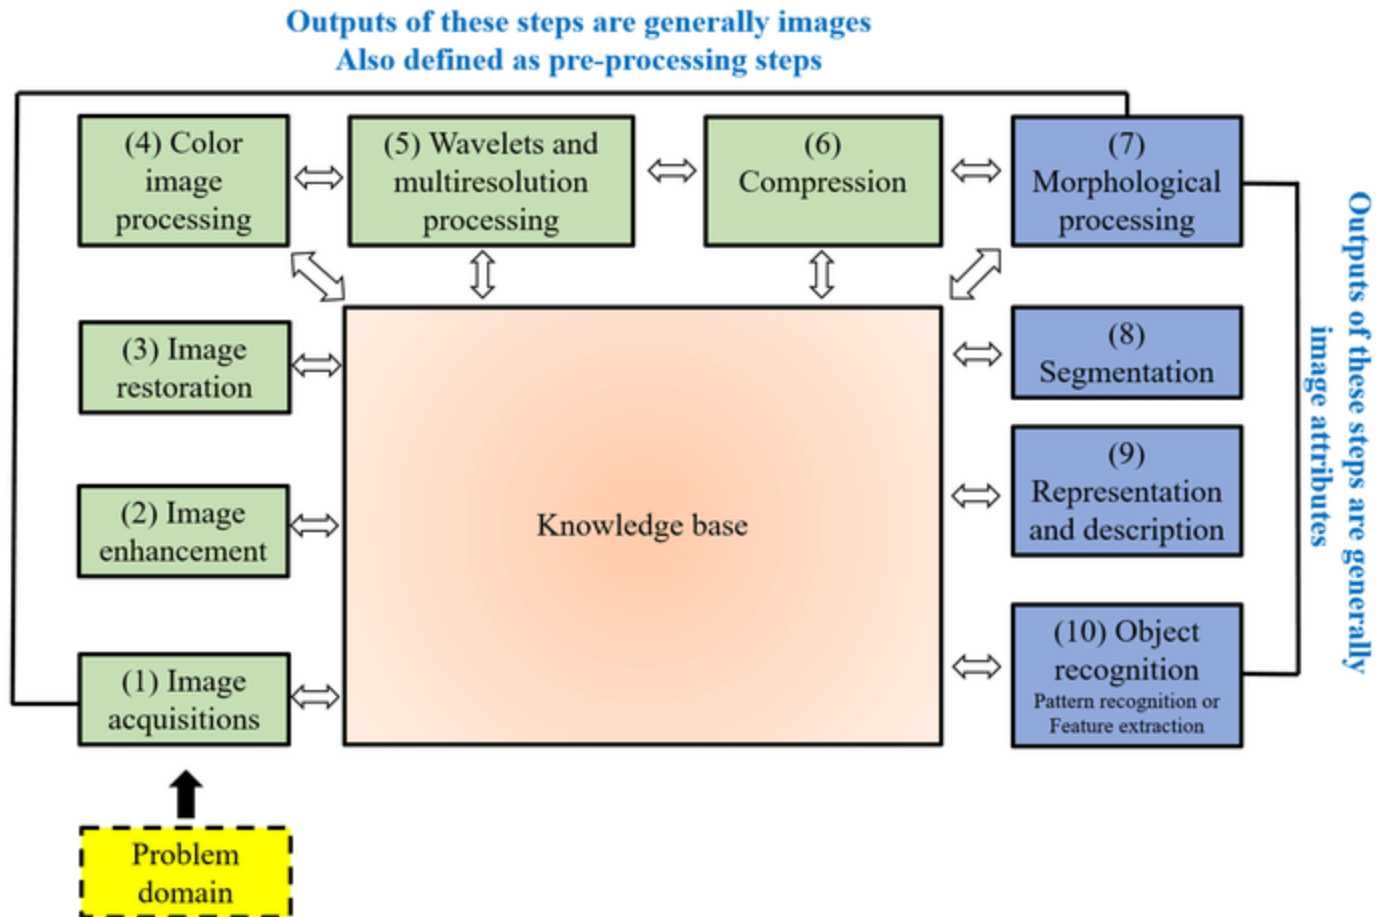 Outputs of these steps are generally images
Also defined as pre-processing steps
(4) Color
image
processing
(5) Wavelets and
multiresolution
processing
(6)
Compression
(7)
Morphological
processing
(3) Image
restoration
(2) Image
enhancement
(1) Image
acquisitions
Knowledge base
(8)
Segmentation
(9)
Representation
and description
(10) Object
recognition
Pattern recognition or
Feature extraction
Outputs of these steps are generally
image attributes
Problem
domain